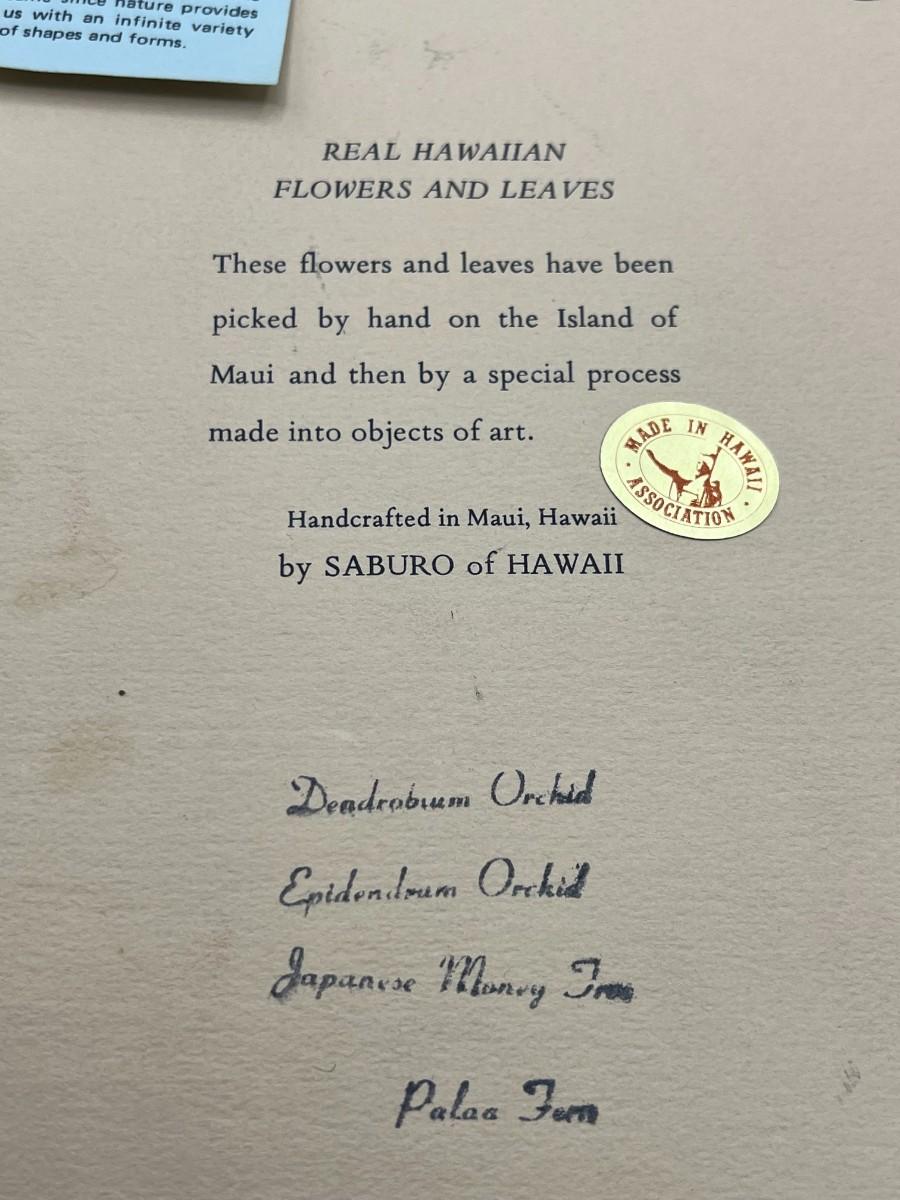 nature provides
us with an infinite variety
of shapes and forms.
REAL HAWAIIAN
FLOWERS AND LEAVES
These flowers and leaves have been
picked by hand on the Island of
Maui and then by a special process
made into objects of art.
MADE IN HAWAII
ASSOCIATION
Handcrafted in Maui, Hawaii
by SABURO of HAWAII
Dendrobium Orchid
Epidendrum Orchid
Japanese Money Tree
Palaa Fern